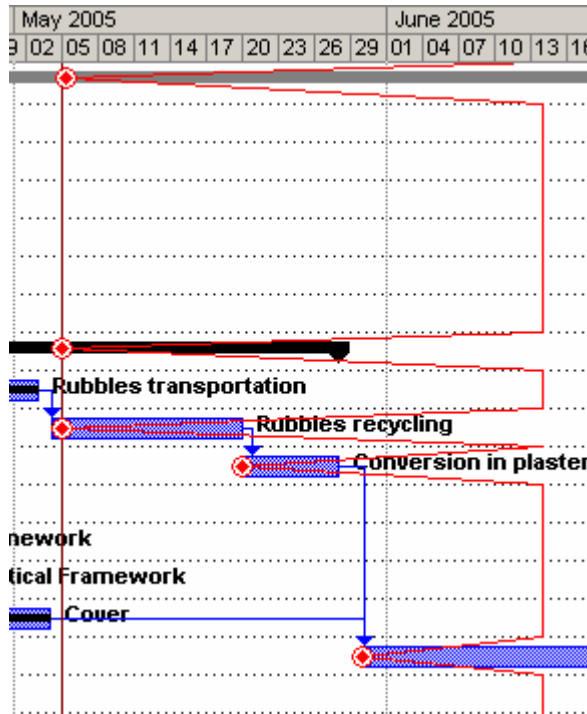 May 2005 June 2005
9 02 05 08 11 14 17 20 23 26 29 01 04 07 10 13 16
Rubbles transportation
Rubbles recycling
Conversion in plaster
nework
tical Framework
Cover